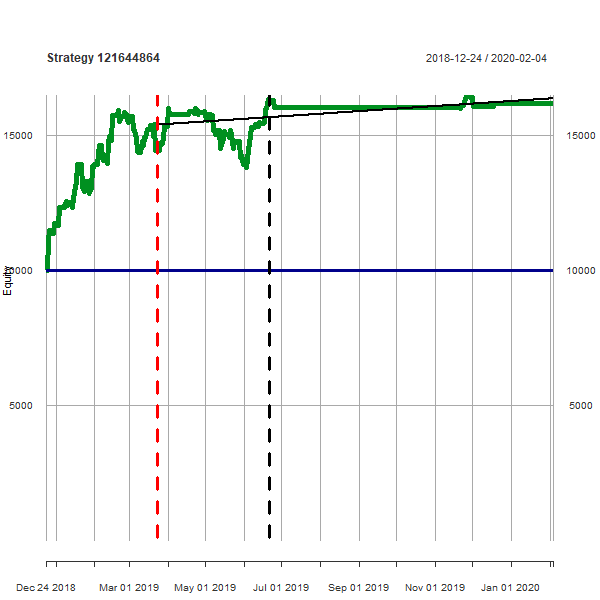 Strategy 121644864
2018-12-24 / 2020-02-04
15000
15000
Equity
10000
10000
5000
5000
Dec 24 2018
Mar 01 2019
May 01 2019
Jul 01 2019
Sep 01 2019
Nov 01 2019
Jan 01 2020